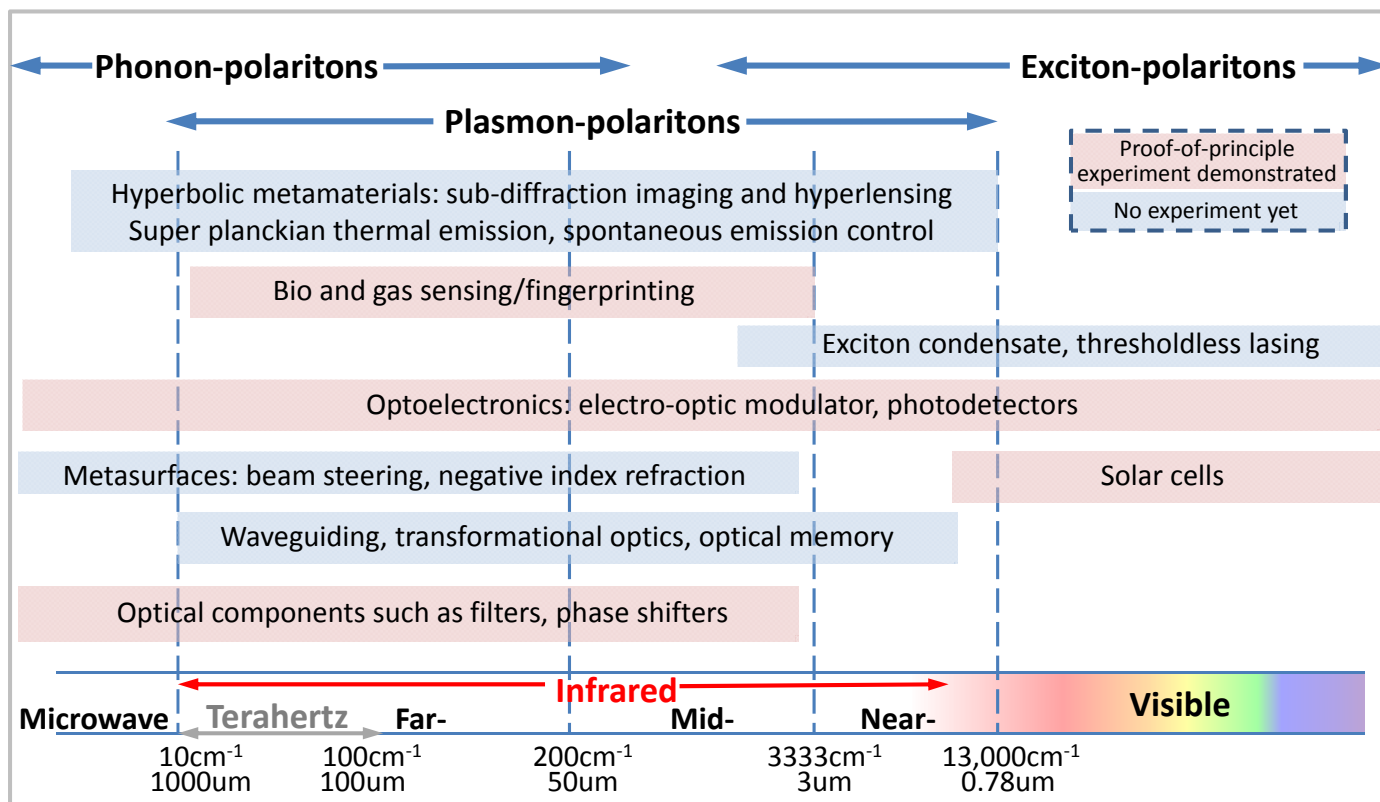 Phonon-polaritons
Exciton-polaritons
Plasmon-polaritons
Proof-of-principle
experiment demonstrated
No experiment yet
Hyperbolic metamaterials: sub-diffraction imaging and hyperlensing
Super planckian thermal emission, spontaneous emission control
Bio and gas sensing/fingerprinting
Exciton condensate, thresholdless lasing
Optoelectronics: electro-optic modulator, photodetectors
Metasurfaces: beam steering, negative index refraction
Solar cells
Waveguiding, transformational optics, optical memory
Optical components such as filters, phase shifters
Infrared
Visible
Microwave
Terahertz
Far-
Mid-
Near-
10cm⁻¹
1000um
100cm⁻¹
100um
200cm⁻¹
50um
3333cm⁻¹
3um
13,000cm⁻¹
0.78um